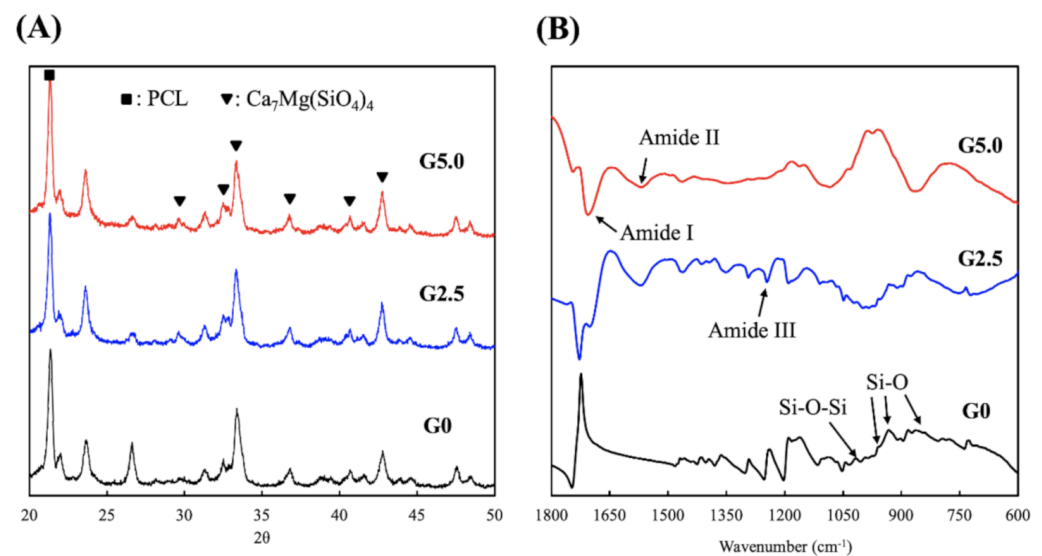 (A)
■: PCL ▼: Ca₇Mg(SiO₄)₄
G5.0
G2.5
G0
20 25 30 35 40 45 50
2θ
(B)
Amide II
G5.0
Amide I
G2.5
Amide III
Si-O
Si-O-Si
G0
1800 1650 1500 1350 1200 1050 900 750 600
Wavenumber (cm⁻¹)